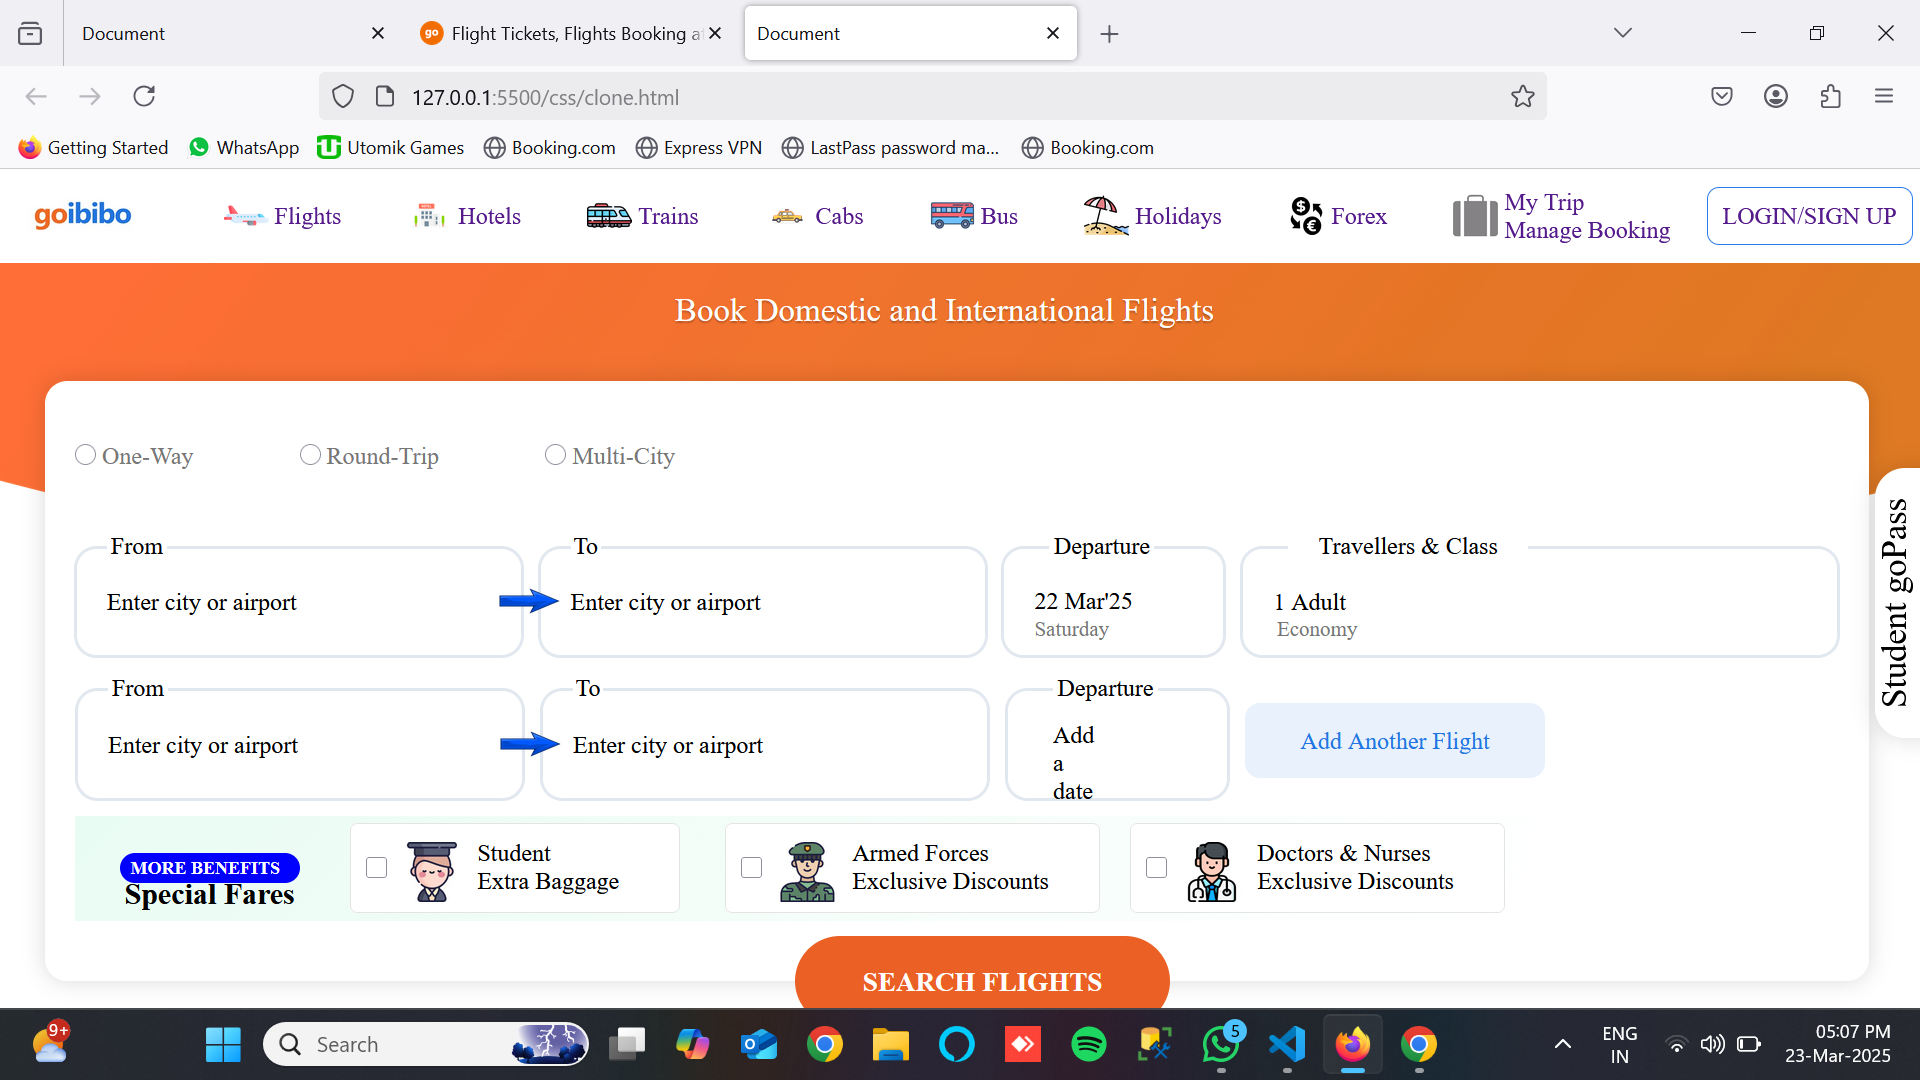 Document
go Flight Tickets, Flights Booking a
Document
127.0.0.1:5500/css/clone.html
Getting Started
WhatsApp
Utomik Games
Booking.com
Express VPN
LastPass password ma...
Booking.com
goibibo
Flights
Hotels
Trains
Cabs
Bus
Holidays
Forex
My Trip
Manage Booking
LOGIN/SIGN UP
Book Domestic and International Flights
One-Way
Round-Trip
Multi-City
From
Enter city or airport
To
Enter city or airport
Departure
22 Mar'25
Saturday
Travellers & Class
1 Adult
Economy
Student goPass
From
Enter city or airport
To
Enter city or airport
Departure
Add
a
date
Add Another Flight
MORE BENEFITS
Special Fares
Student
Extra Baggage
Armed Forces
Exclusive Discounts
Doctors & Nurses
Exclusive Discounts
SEARCH FLIGHTS
9+
Search
5
ENG
IN
05:07 PM
23-Mar-2025